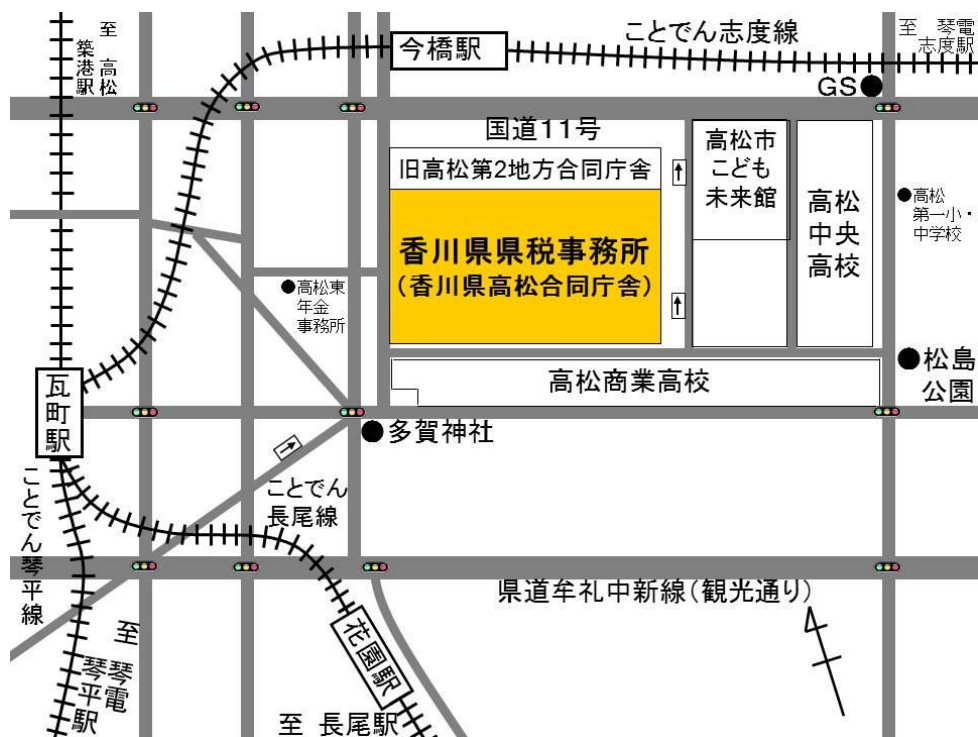 至 高松
築港駅
今橋駅
ことでん志度線
至 琴電
志度駅
GS
国道11号
旧高松第2地方合同庁舎
香川県県税事務所
(香川県高松合同庁舎)
高松市
こども
未来館
高松
中央
高校
高松
第一小・
中学校
高松東
年金
事務所
高松商業高校
松島
公園
瓦町駅
多賀神社
ことでん
長尾線
ことでん琴平線
県道牟礼中新線(観光通り)
至 琴電
琴平駅
花園駅
至 長尾駅